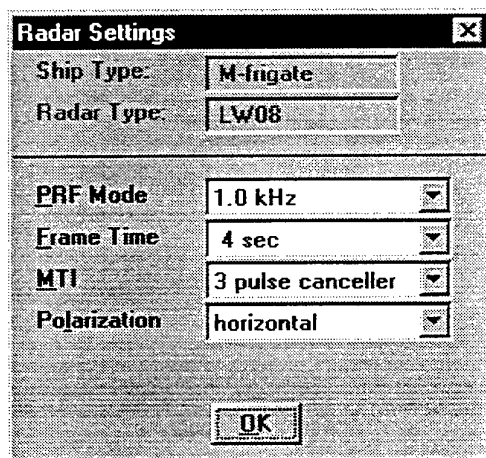 Radar Settings
Ship Type: M-frigate
Radar Type: LW08
PRF Mode 1.0 kHz
Frame Time 4 sec
MTI 3 pulse canceller
Polarization horizontal
OK